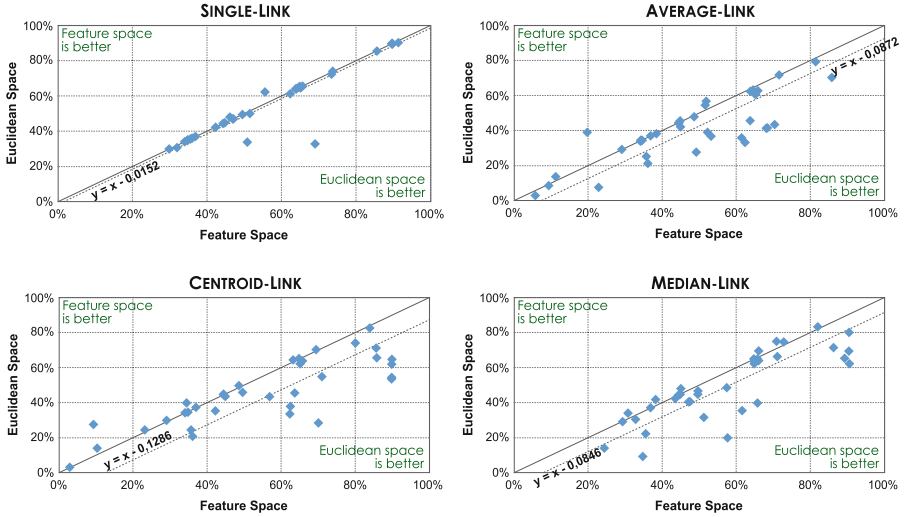 SINGLE-LINK
100%
80%
60%
40%
20%
0%
Euclidean Space
Feature space
is better
y = x - 0,0152
Euclidean space
is better
0%
20%
40%
60%
80%
100%
Feature Space
AVERAGE-LINK
100%
80%
60%
40%
20%
0%
Euclidean Space
Feature space
is better
y = x - 0,0872
Euclidean space
is better
0%
20%
40%
60%
80%
100%
Feature Space
CENTROID-LINK
100%
80%
60%
40%
20%
0%
Euclidean Space
Feature space
is better
y = x - 0,1286
Euclidean space
is better
0%
20%
40%
60%
80%
100%
Feature Space
MEDIAN-LINK
100%
80%
60%
40%
20%
0%
Euclidean Space
Feature space
is better
y = x - 0,0846
Euclidean space
is better
0%
20%
40%
60%
80%
100%
Feature Space